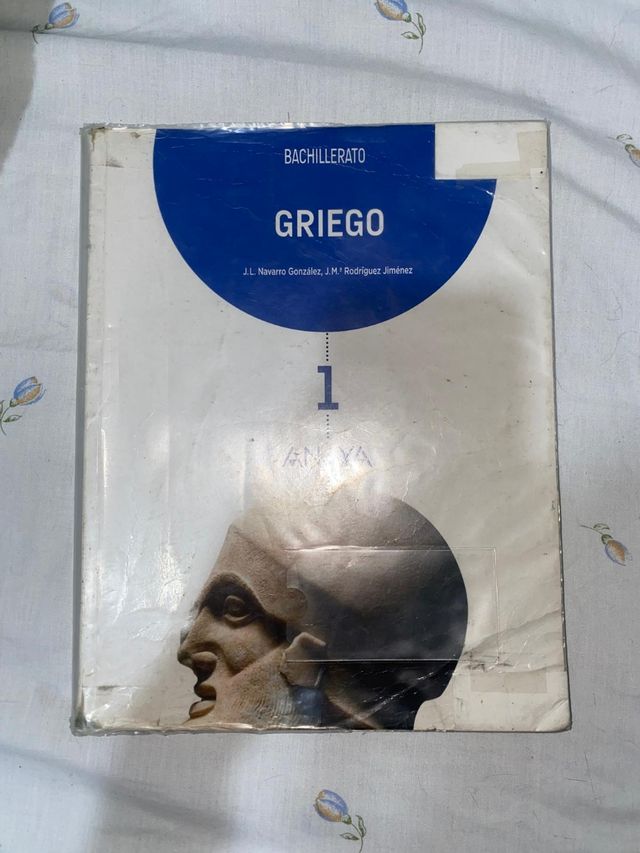 BACHILLERATO
GRIEGO
J.L. Navarro González, J.M.ª Rodríguez Jiménez
1
ANAYA